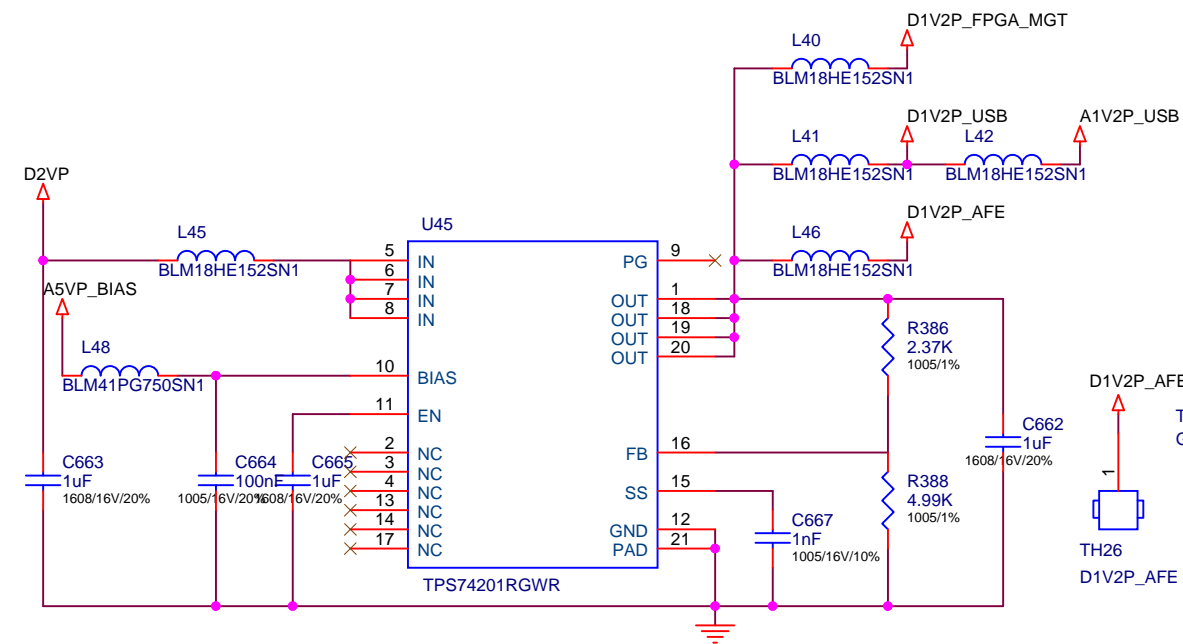 D1V2P_FPGA_MGT
L40
BLM18HE152SN1
D1V2P_USB
A1V2P_USB
L41
BLM18HE152SN1
L42
BLM18HE152SN1
D2VP
D1V2P_AFE
U45
L45
BLM18HE152SN1
L46
BLM18HE152SN1
5 IN
6 IN
7 IN
8 IN
PG 9
OUT 1
OUT 18
OUT 19
OUT 20
A5VP_BIAS
L48
BLM41PG750SN1
10 BIAS
11 EN
R386
2.37K
1005/1%
D1V2P_AFE
T
G
2 NC
3 NC
4 NC
13 NC
14 NC
17 NC
FB 16
SS 15
GND 12
PAD 21
C663
1uF
1608/16V/20%
C664
100nF
1005/16V/20%
C665
1uF
1608/16V/20%
C662
1uF
1608/16V/20%
R388
4.99K
1005/1%
C667
1nF
1005/16V/10%
1
TH26
D1V2P_AFE
TPS74201RGWR